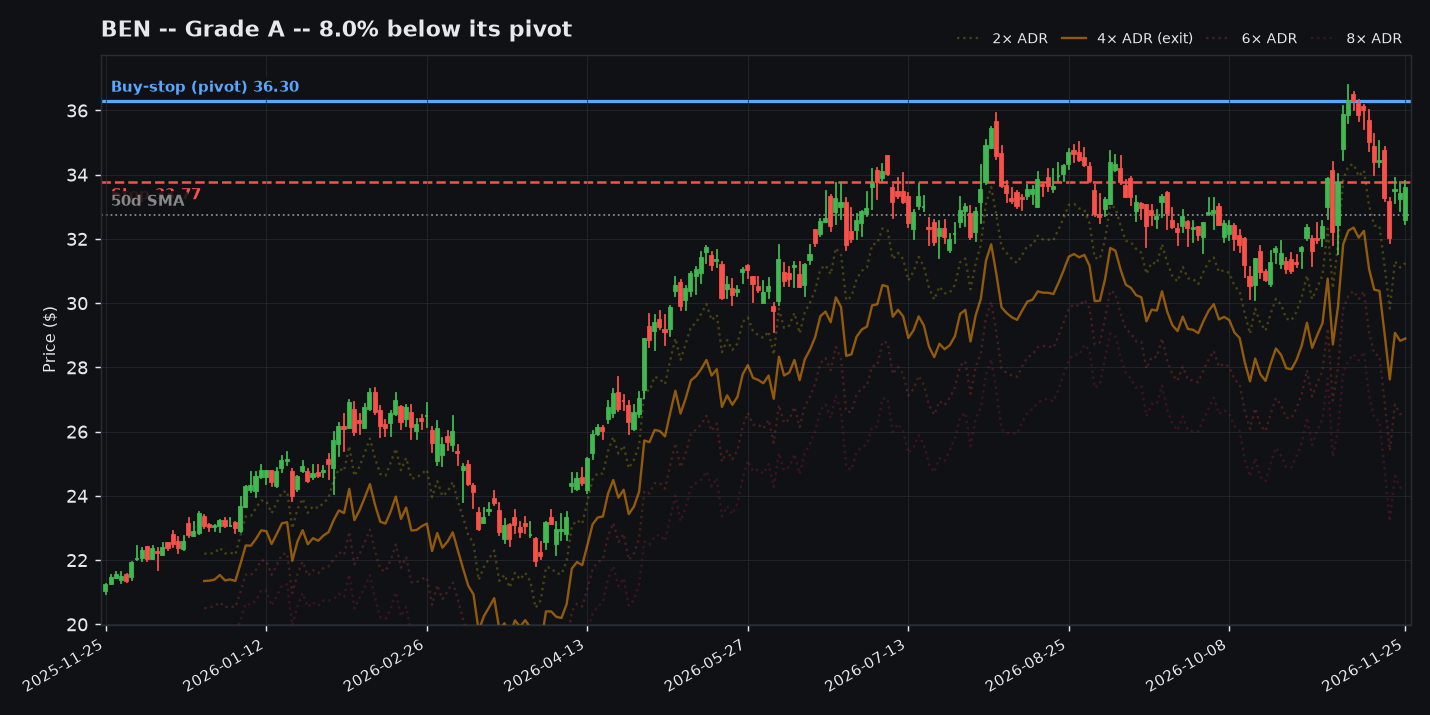 BEN -- Grade A -- 8.0% below its pivot
2× ADR
4× ADR (exit)
6× ADR
8× ADR
Buy-stop (pivot) 36.30
50d SMA
Price ($)
36
34
32
30
28
26
24
22
20
2025-11-25
2026-01-12
2026-02-26
2026-04-13
2026-05-27
2026-07-13
2026-08-25
2026-10-08
2026-11-25